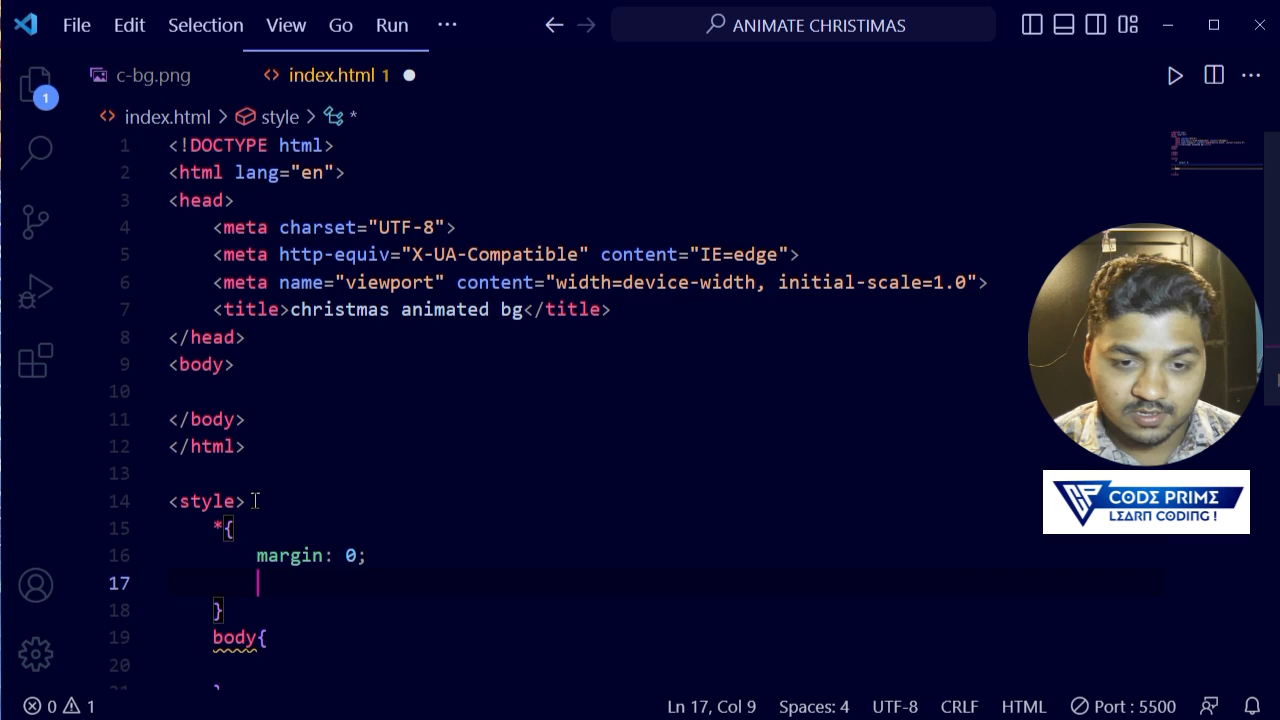 File Edit Selection View Go Run ··· ANIMATE CHRISTIMAS
c-bg.png index.html 1
index.html > style > *
1 <!DOCTYPE html>
2 <html lang="en">
3 <head>
4 <meta charset="UTF-8">
5 <meta http-equiv="X-UA-Compatible" content="IE=edge">
6 <meta name="viewport" content="width=device-width, initial-scale=1.0">
7 <title>christmas animated bg</title>
8 </head>
9 <body>
10
11 </body>
12 </html>
13
14 <style>
15 *{
16 margin: 0;
17
18 }
19 body{
20
1
CODE PRIME
LEARN CODING !
0 1 Ln 17, Col 9 Spaces: 4 UTF-8 CRLF HTML Port : 5500